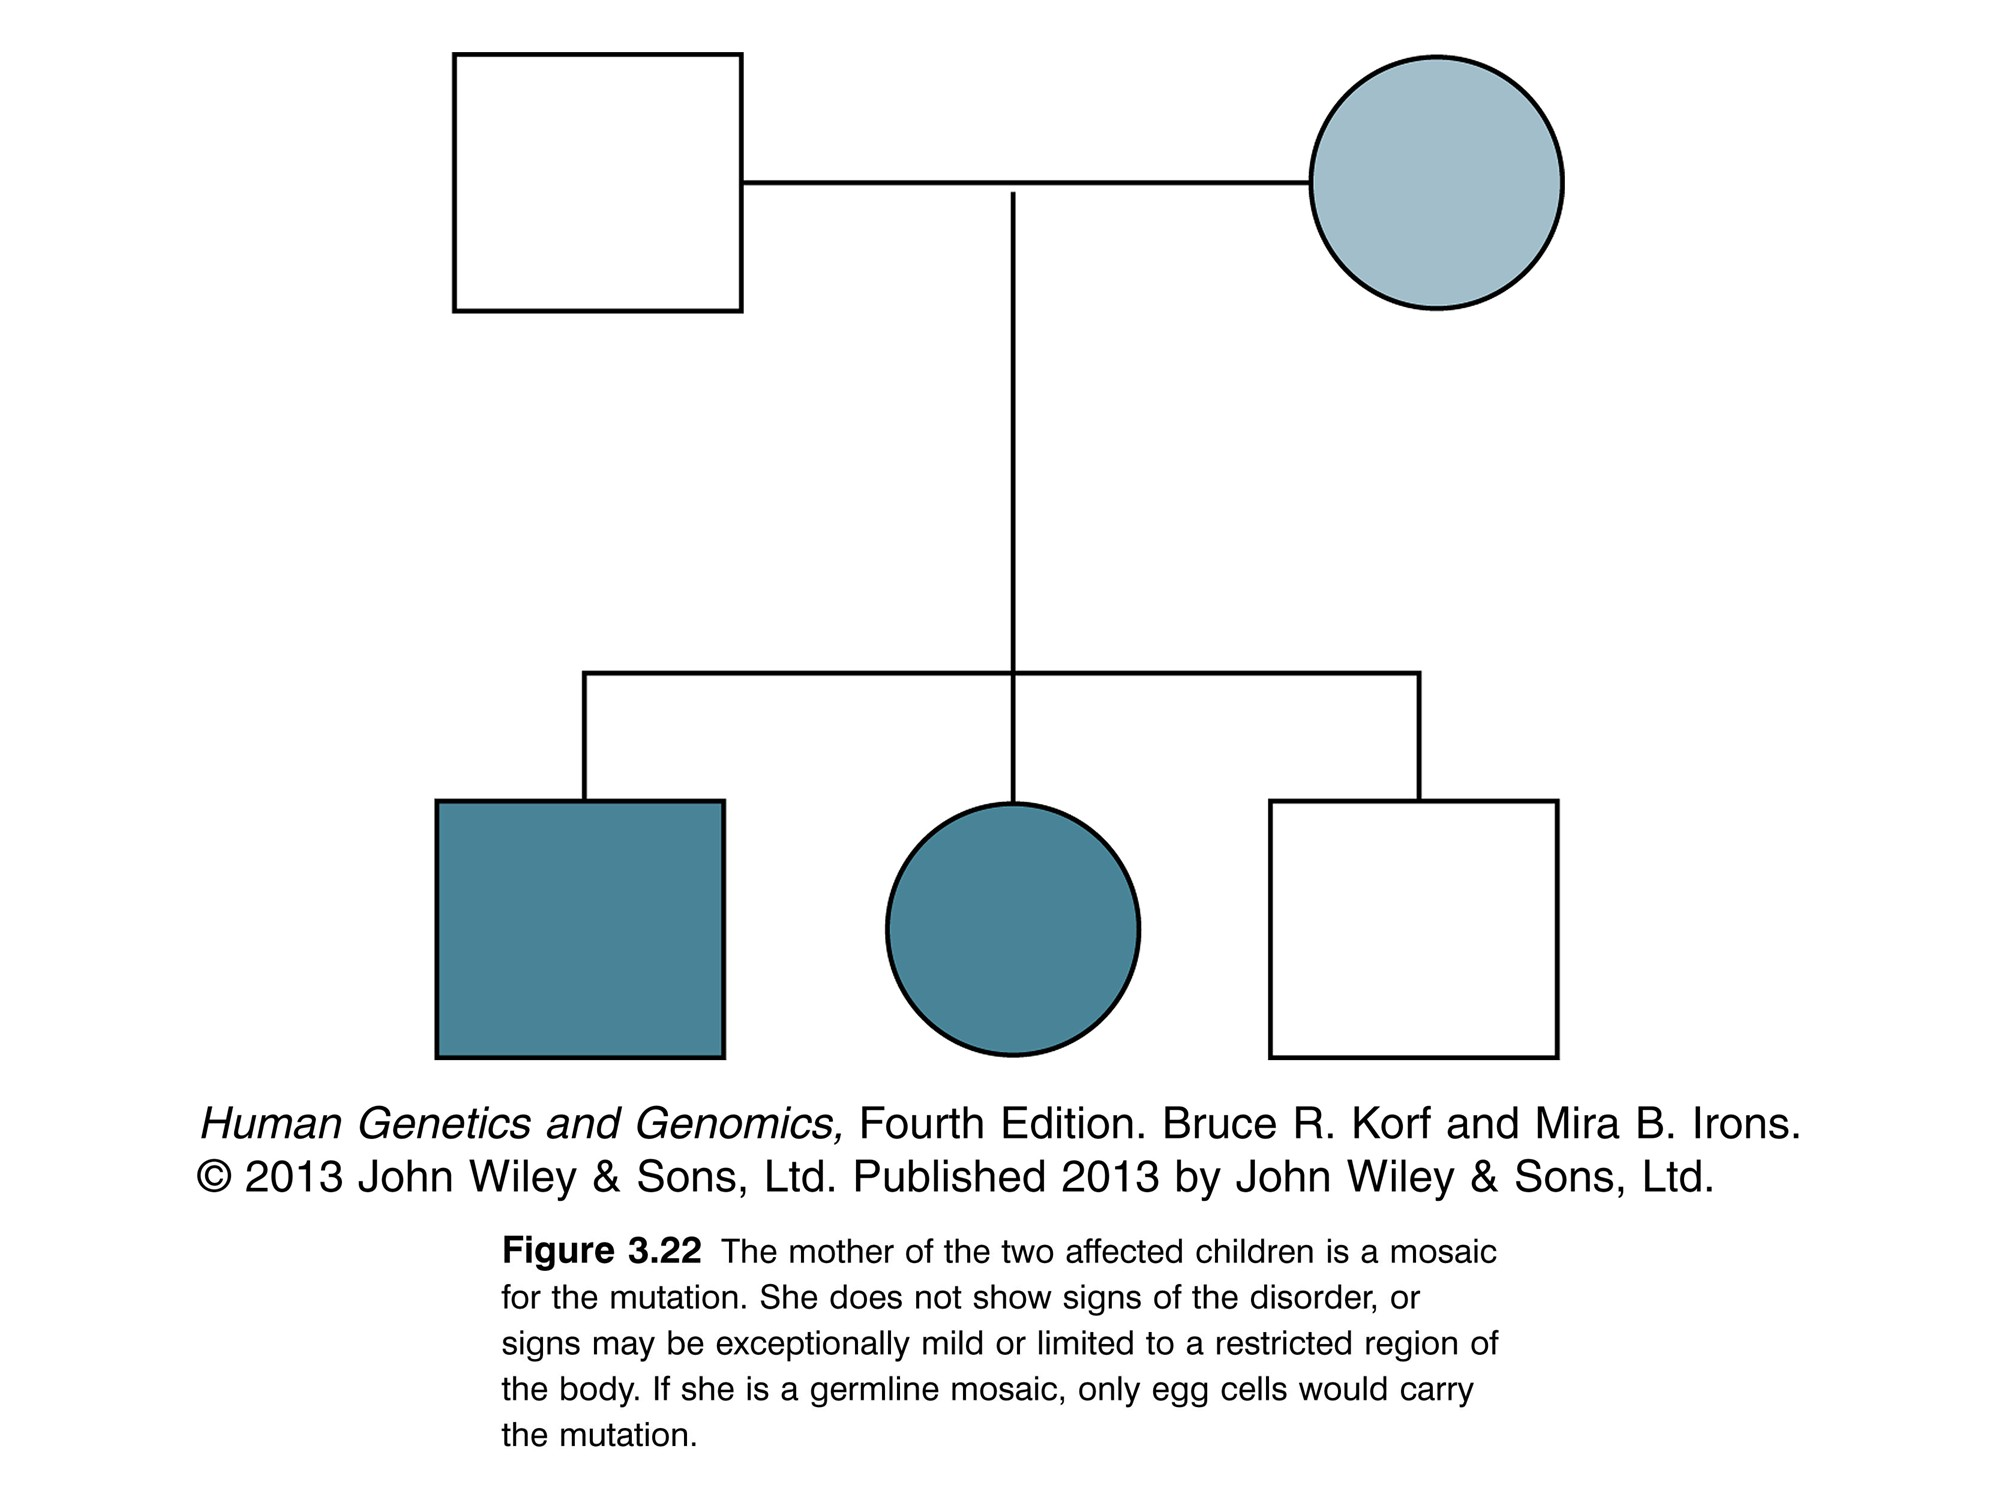 Human Genetics and Genomics, Fourth Edition. Bruce R. Korf and Mira B. Irons.
© 2013 John Wiley & Sons, Ltd. Published 2013 by John Wiley & Sons, Ltd.
Figure 3.22 The mother of the two affected children is a mosaic
for the mutation. She does not show signs of the disorder, or
signs may be exceptionally mild or limited to a restricted region of
the body. If she is a germline mosaic, only egg cells would carry
the mutation.